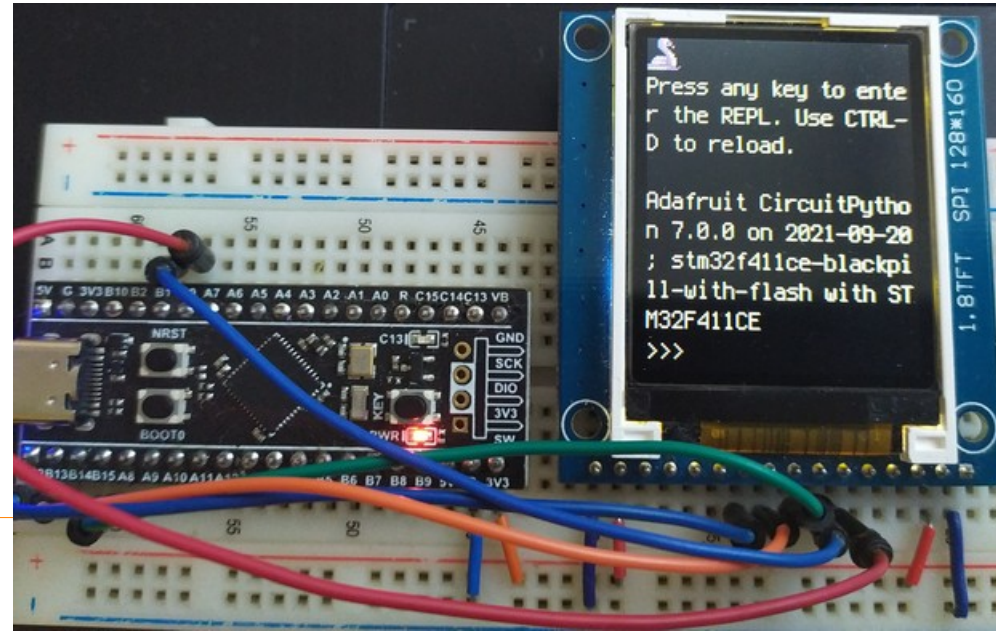 Press any key to ente
r the REPL. Use CTRL-
D to reload.
Adafruit CircuitPytho
n 7.0.0 on 2021-09-20
; stm32f411ce-blackpi
ll-with-flash with ST
M32F411CE
>>>
1.8TFT SPI 128*160
+
-
60 55 50 45
A
B
5V G 3V3 B10 B2 B1 A7 A6 A5 A4 A3 A2 A1 A0 R C15 C14 C13 VB
NRST
C13
GND
SCK
DIO
3V3
SW
KEY
BOOT0
PWR
B13 B14 B15 A8 A9 A10 A11 B6 B7 B8 B9 3V3
55 50
+
-